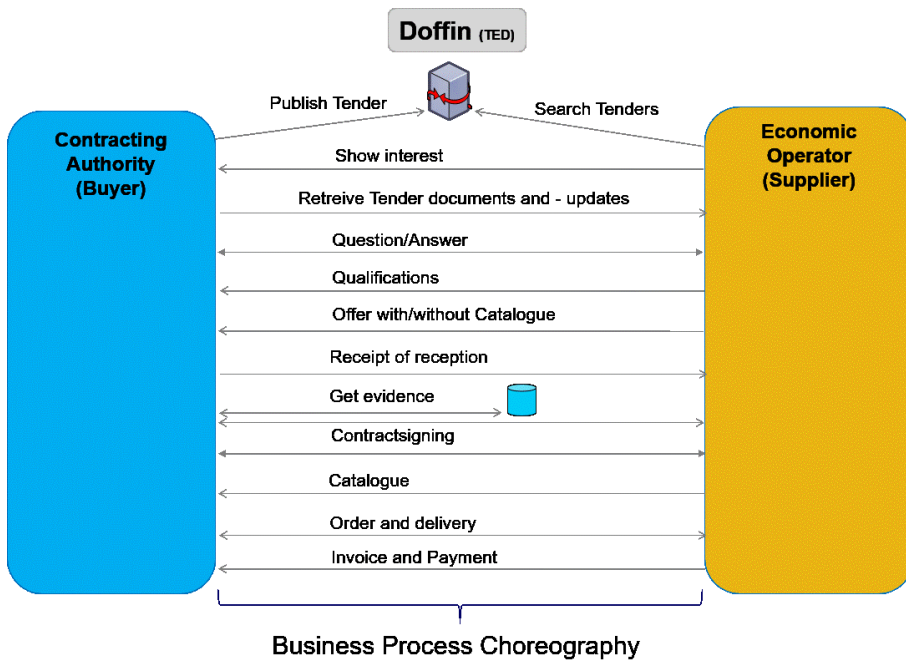 Doffin (TED)
Publish Tender
Search Tenders
Contracting
Authority
(Buyer)
Economic
Operator
(Supplier)
Show interest
Retreive Tender documents and - updates
Question/Answer
Qualifications
Offer with/without Catalogue
Receipt of reception
Get evidence
Contractsigning
Catalogue
Order and delivery
Invoice and Payment
Business Process Choreography